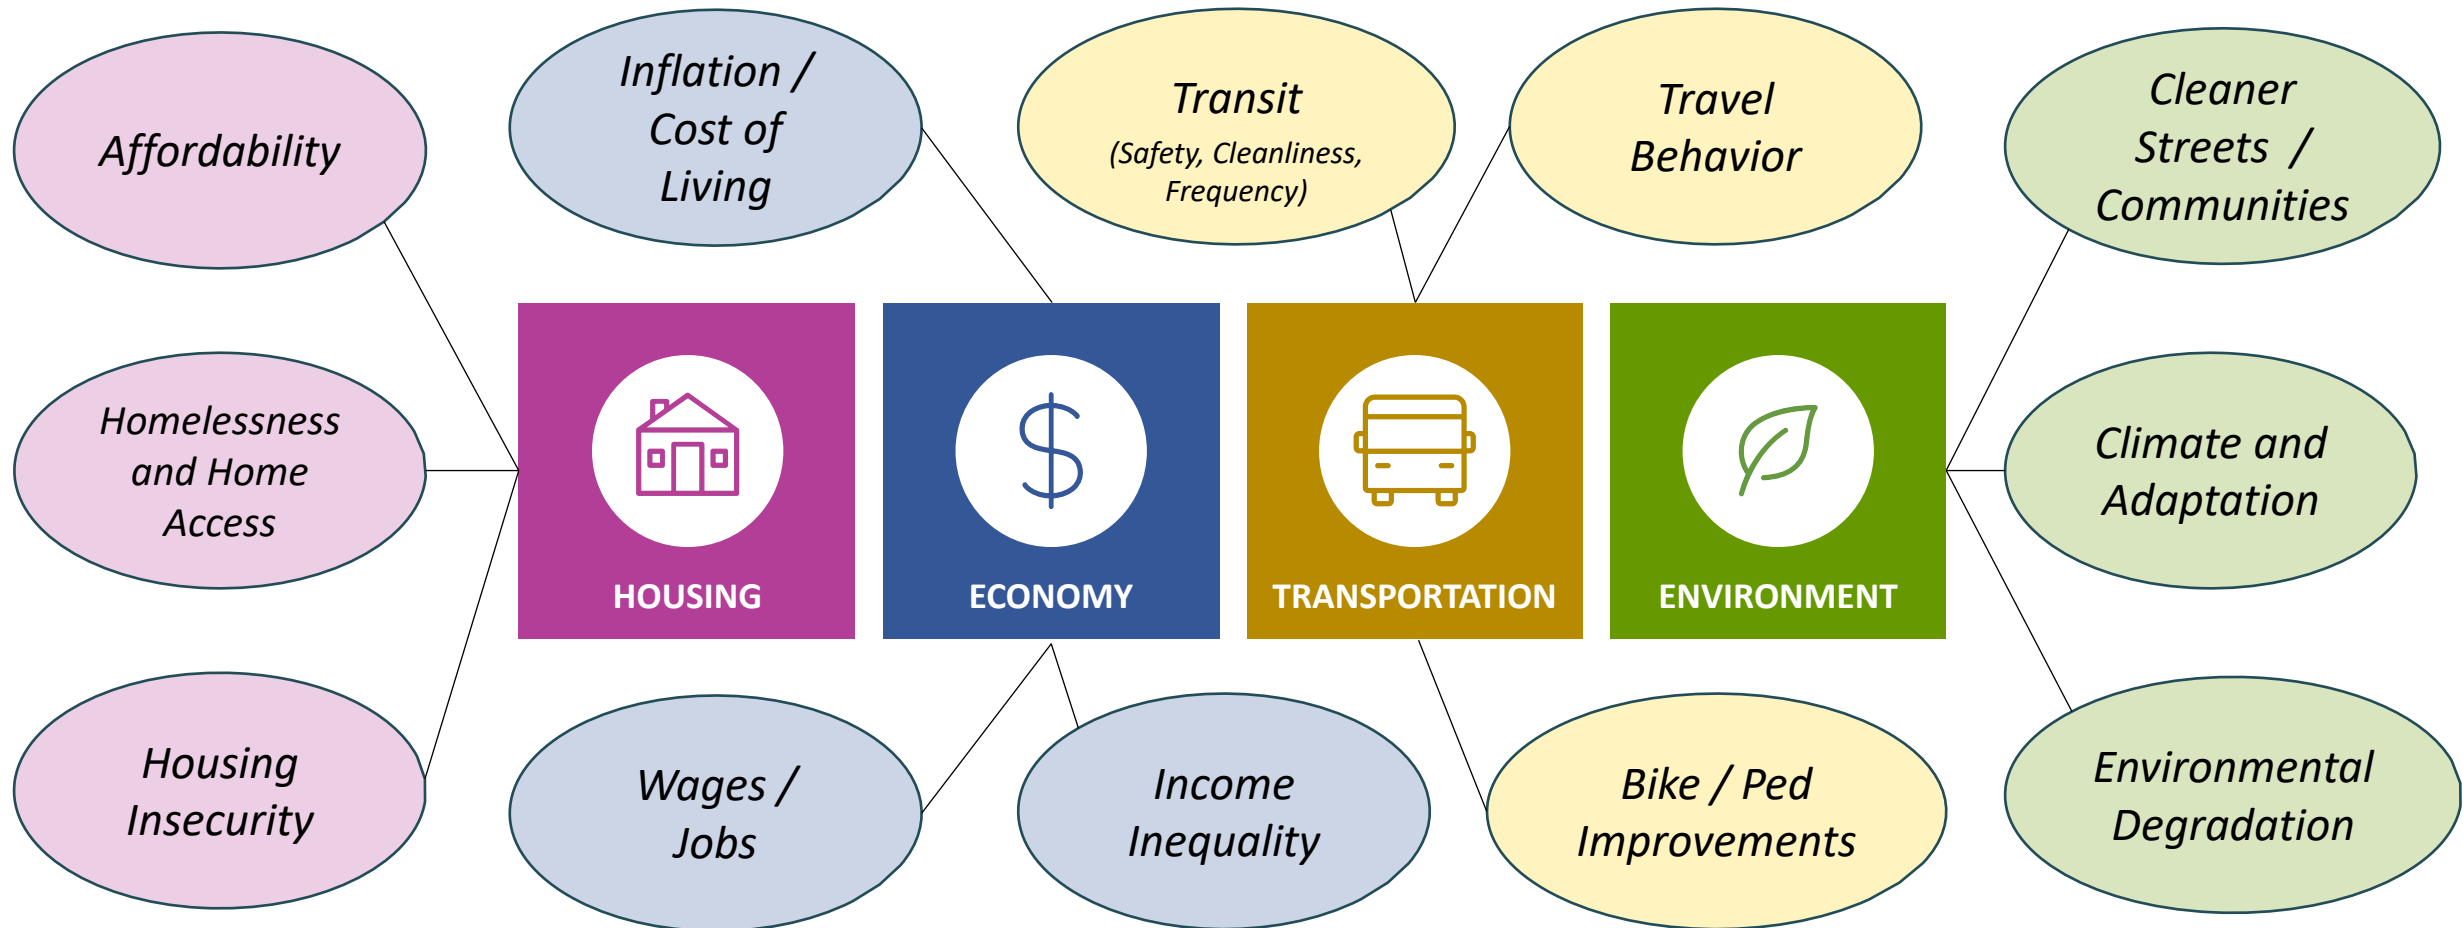 Affordability
Inflation /
Cost of
Living
Transit
(Safety, Cleanliness,
Frequency)
Travel
Behavior
Cleaner
Streets /
Communities
Homelessness
and Home
Access
HOUSING
ECONOMY
TRANSPORTATION
ENVIRONMENT
Climate and
Adaptation
Housing
Insecurity
Wages /
Jobs
Income
Inequality
Bike / Ped
Improvements
Environmental
Degradation